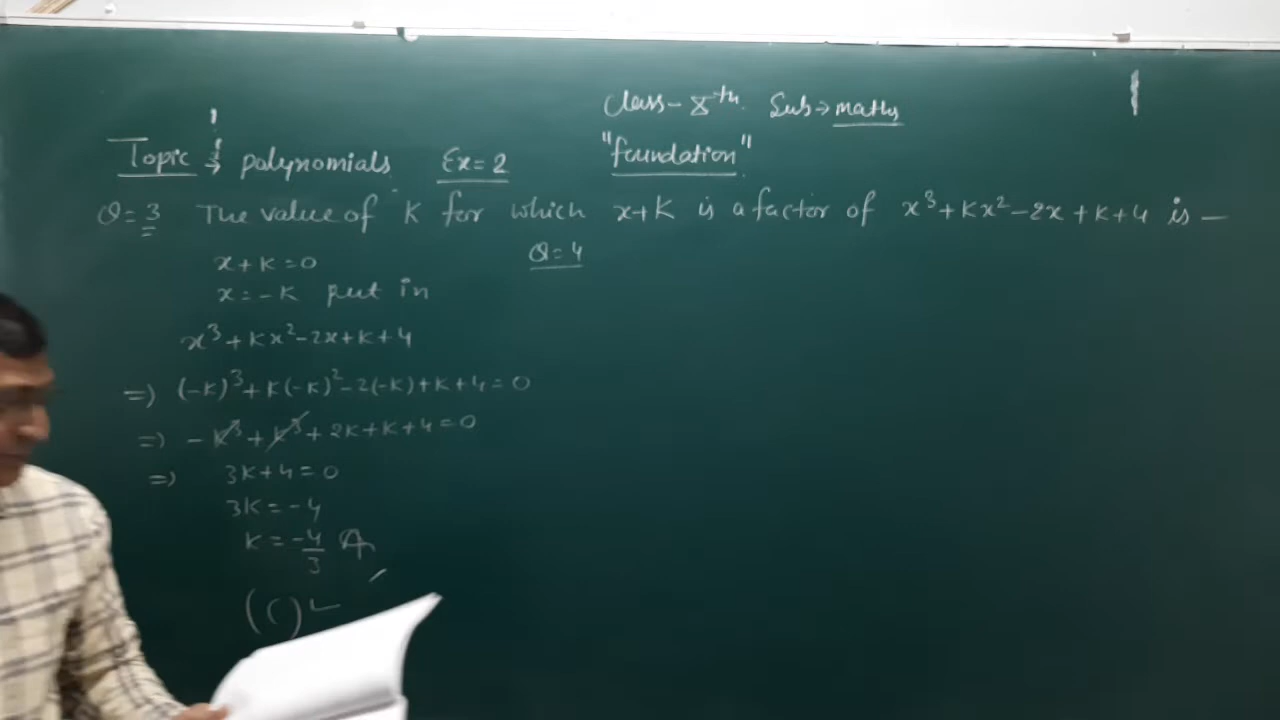 Class - Xth. Sub → maths
Topic → polynomials Ex = 2 "foundation"
Q = 3 The value of K for which x+K is a factor of x³+Kx²-2x+K+4 is —
x+K=0
Q = 4
x=-K put in
x³+Kx²-2x+K+4
=) (-K)³+K(-K)²-2(-K)+K+4=0
=) -K³+K³+2K+K+4=0
=) 3K+4=0
3K=-4
K=-4/3 A
(C)